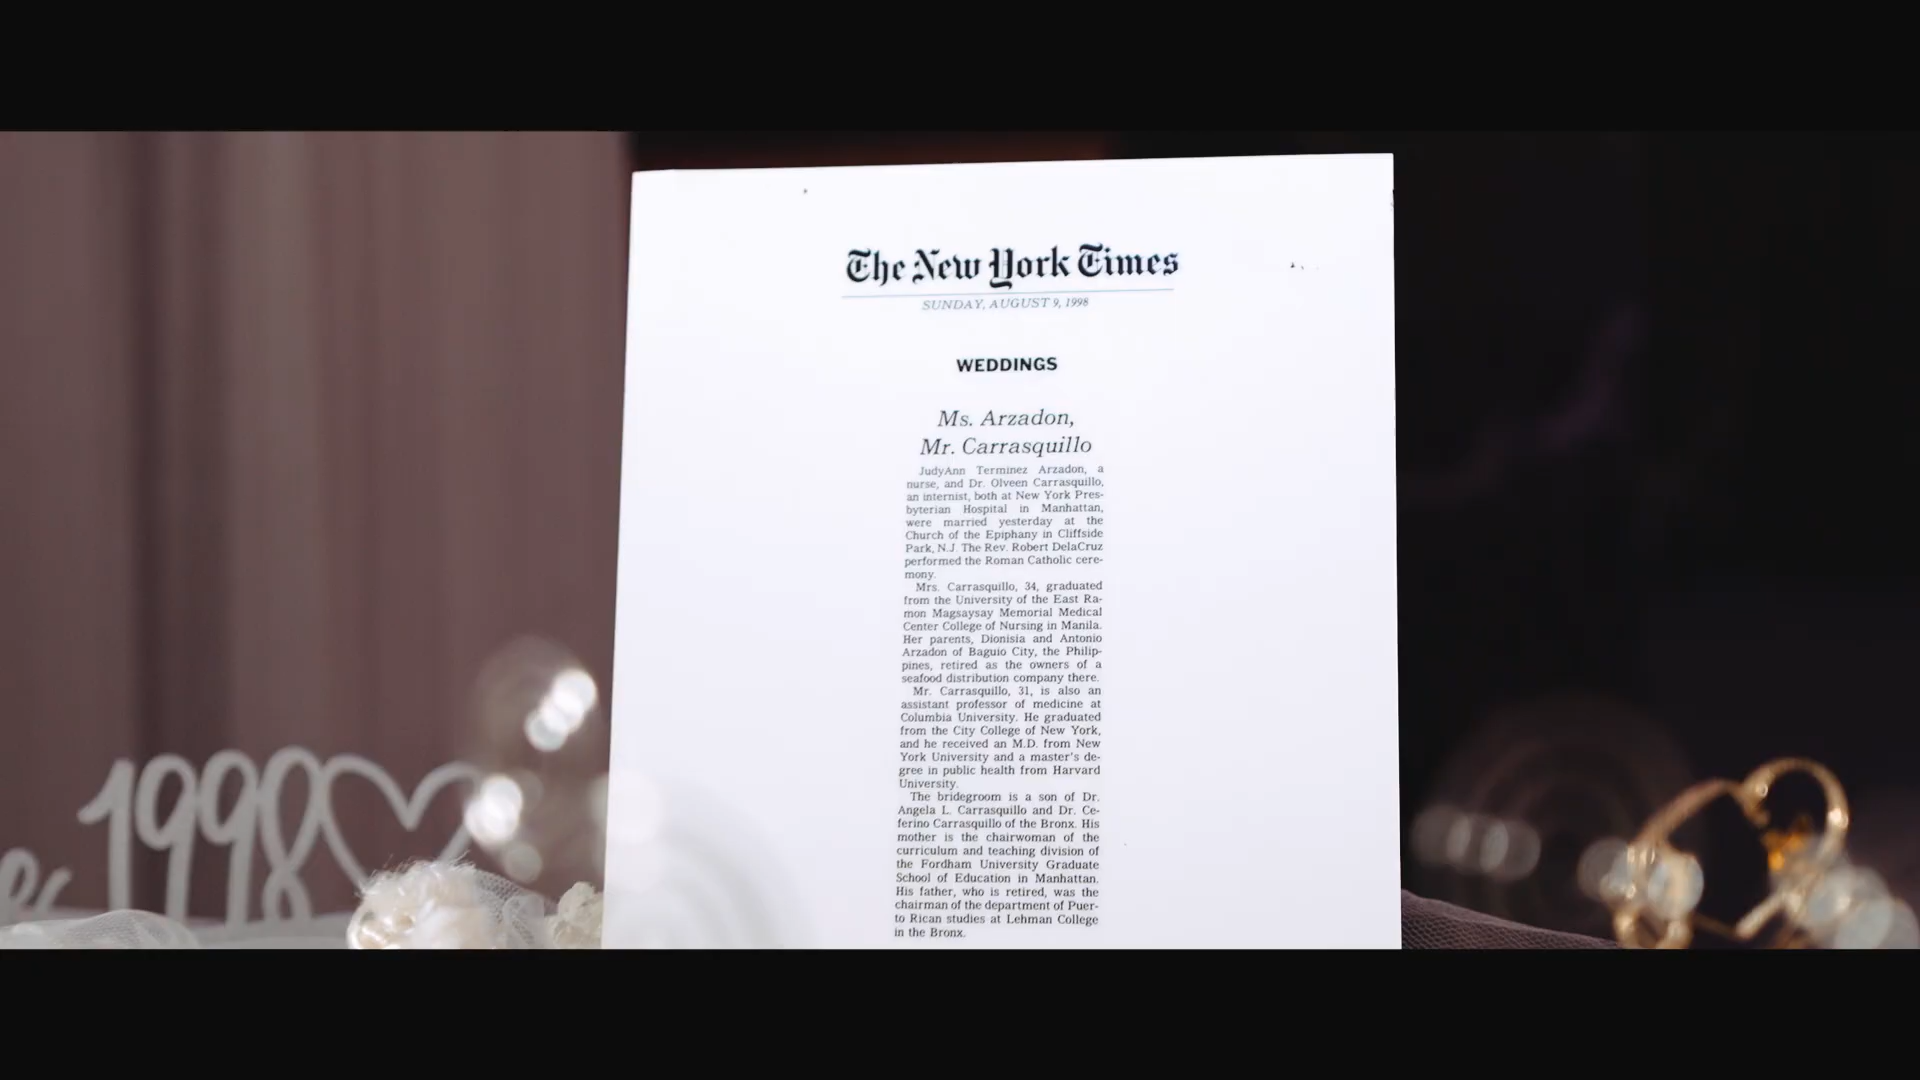 The New York Times
SUNDAY, AUGUST 9, 1998
WEDDINGS
Ms. Arzadon,
Mr. Carrasquillo
JudyAnn Terminez Arzadon, a
nurse, and Dr. Olveen Carrasquillo,
an internist, both at New York Pres-
byterian Hospital in Manhattan,
were married yesterday at the
Church of the Epiphany in Cliffside
Park, N.J. The Rev. Robert DelaCruz
performed the Roman Catholic cere-
mony.
Mrs. Carrasquillo, 34, graduated
from the University of the East Ra-
mon Magsaysay Memorial Medical
Center College of Nursing in Manila.
Her parents, Dionisia and Antonio
Arzadon of Baguio City, the Philip-
pines, retired as the owners of a
seafood distribution company there.
Mr. Carrasquillo, 31, is also an
assistant professor of medicine at
Columbia University. He graduated
from the City College of New York,
and he received an M.D. from New
York University and a master's de-
gree in public health from Harvard
University.
The bridegroom is a son of Dr.
Angela L. Carrasquillo and Dr. Ce-
ferino Carrasquillo of the Bronx. His
mother is the chairwoman of the
curriculum and teaching division of
the Fordham University Graduate
School of Education in Manhattan.
His father, who is retired, was the
chairman of the department of Puer-
to Rican studies at Lehman College
in the Bronx.
1998